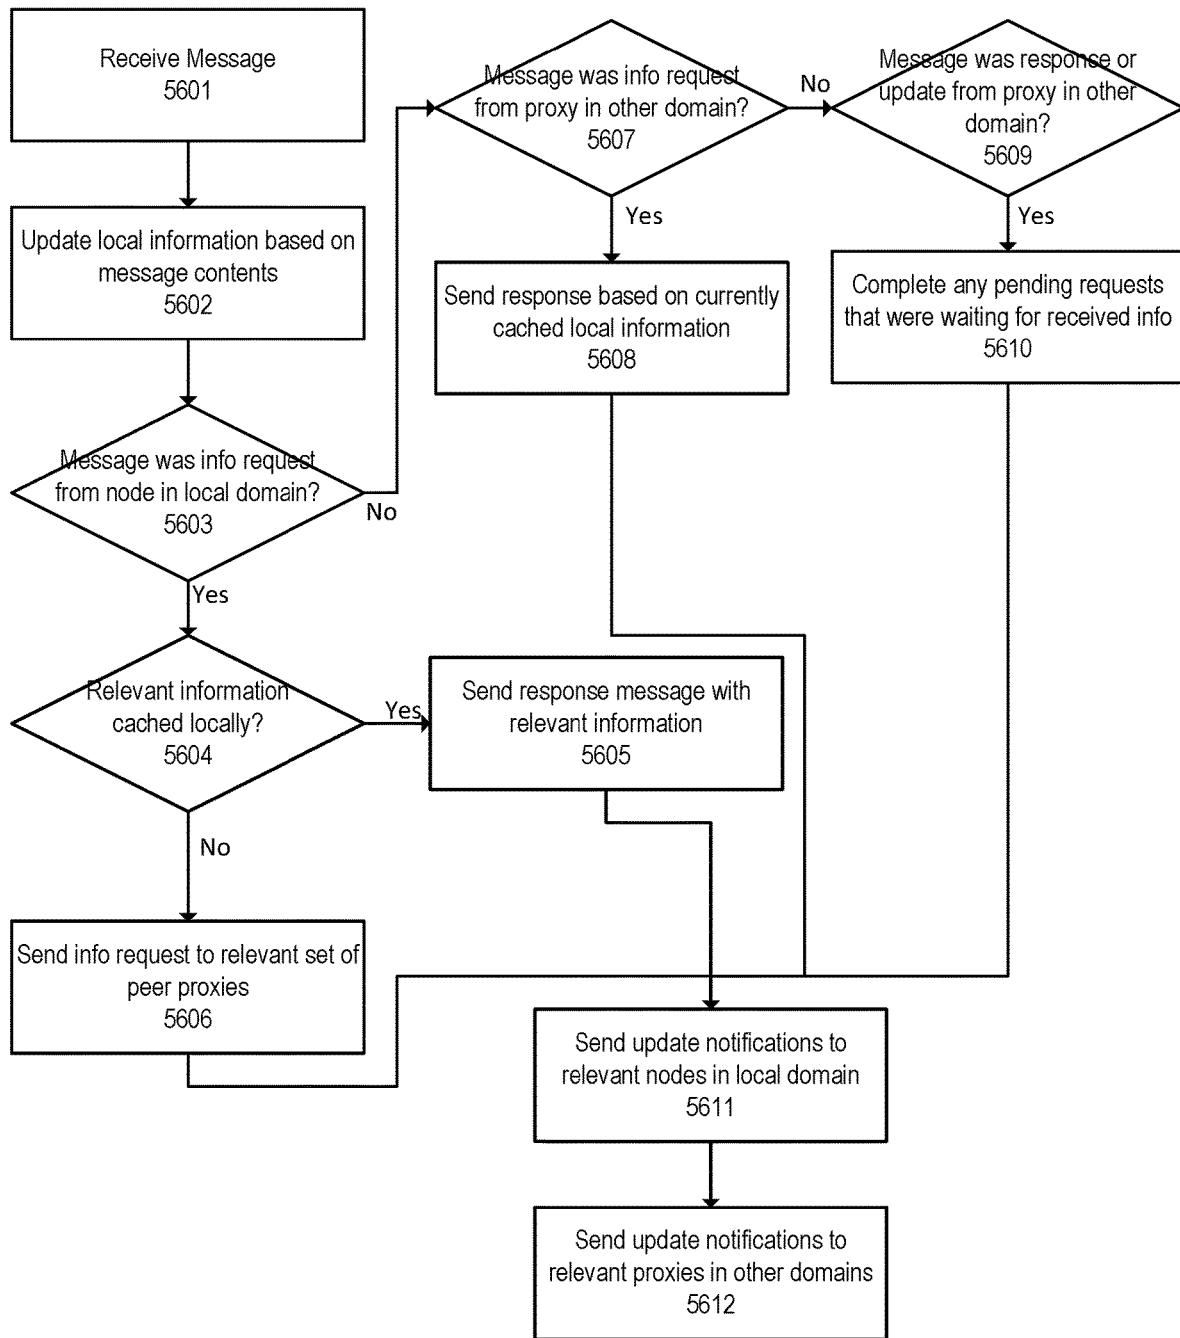 Receive Message
5601
Update local information based on
message contents
5602
Message was info request
from node in local domain?
5603
No
Yes
Relevant information
cached locally?
5604
Yes
No
Send response message with
relevant information
5605
Send info request to relevant set of
peer proxies
5606
Message was info request
from proxy in other domain?
5607
No
Yes
Send response based on currently
cached local information
5608
Message was response or
update from proxy in other
domain?
5609
Yes
Complete any pending requests
that were waiting for received info
5610
Send update notifications to
relevant nodes in local domain
5611
Send update notifications to
relevant proxies in other domains
5612